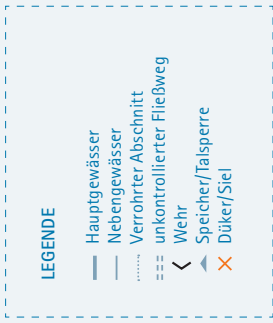 LEGENDE
Hauptgewässer
Nebengewässer
Verrohrter Abschnitt
unkontrollierter Fließweg
Wehr
Speicher/Talsperre
Düker/Siel